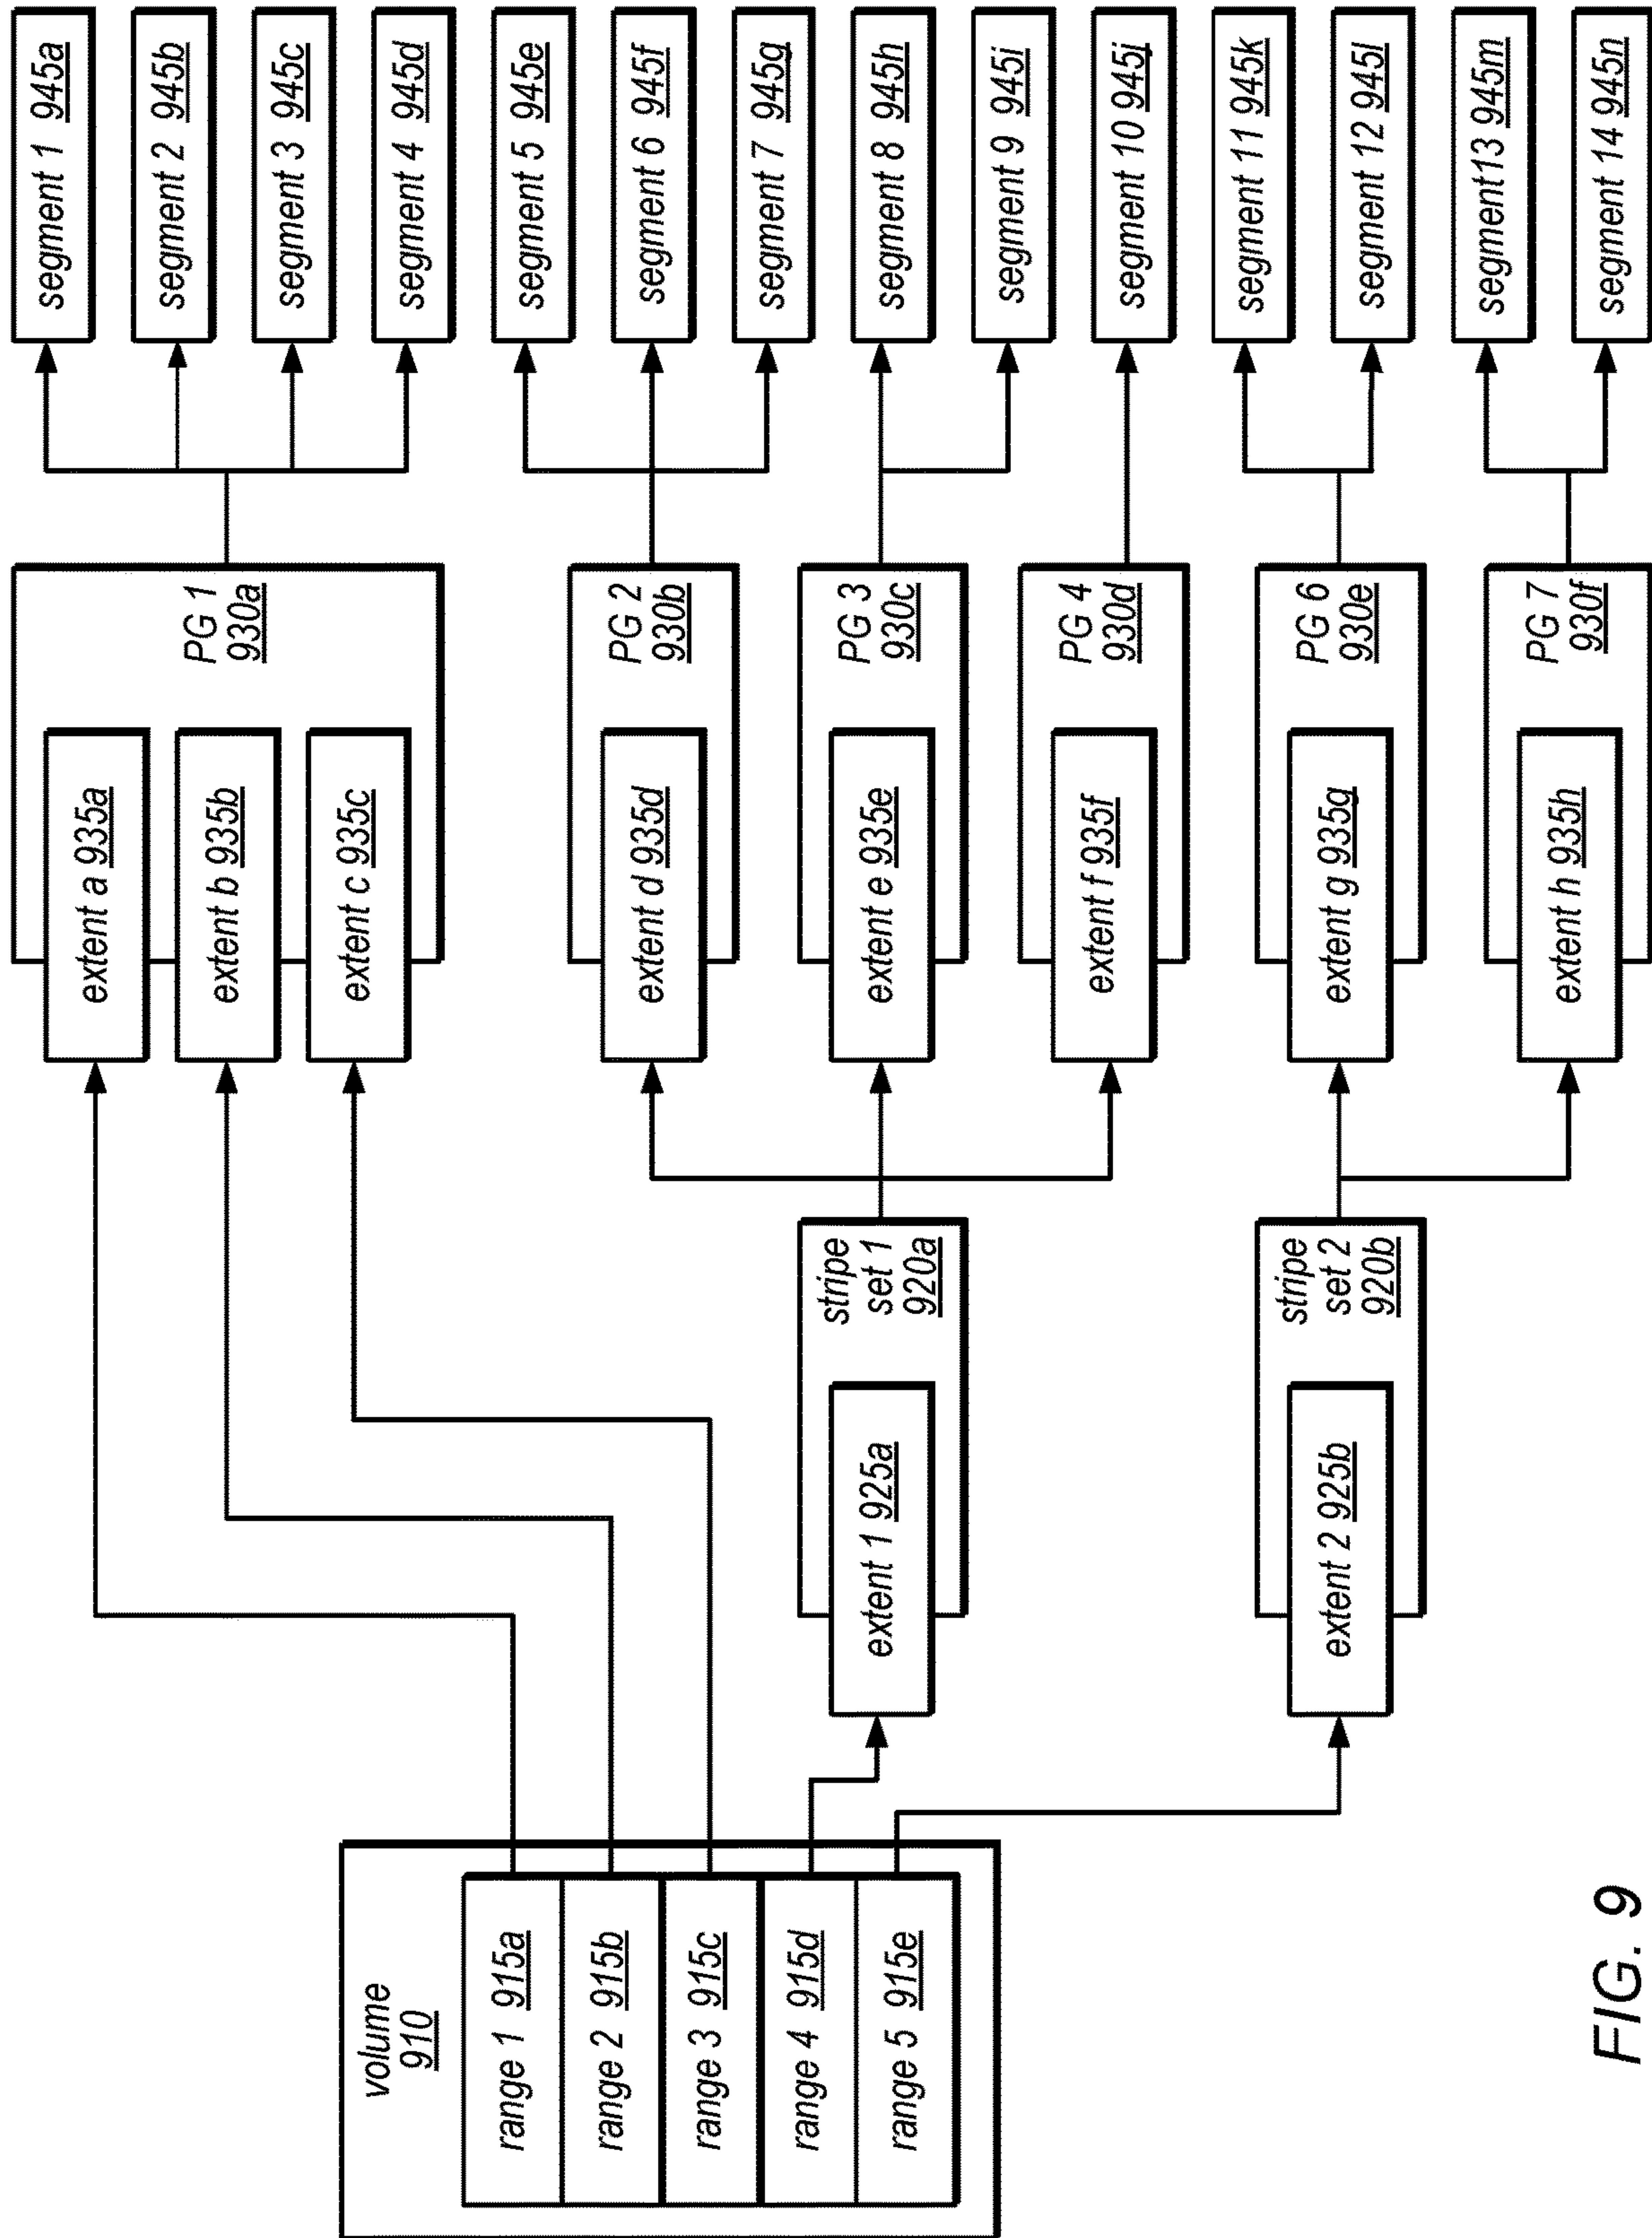 volume
910
range 1 915a
range 2 915b
range 3 915c
range 4 915d
range 5 915e
extent 1 925a
stripe
set 1
920a
extent 2 925b
stripe
set 2
920b
extent a 935a
extent b 935b
extent c 935c
PG 1
930a
extent d 935d
PG 2
930b
extent e 935e
PG 3
930c
extent f 935f
PG 4
930d
extent g 935g
PG 6
930e
extent h 935h
PG 7
930f
segment 1 945a
segment 2 945b
segment 3 945c
segment 4 945d
segment 5 945e
segment 6 945f
segment 7 945g
segment 8 945h
segment 9 945i
segment 10 945j
segment 11 945k
segment 12 945l
segment13 945m
segment 14 945n
FIG. 9